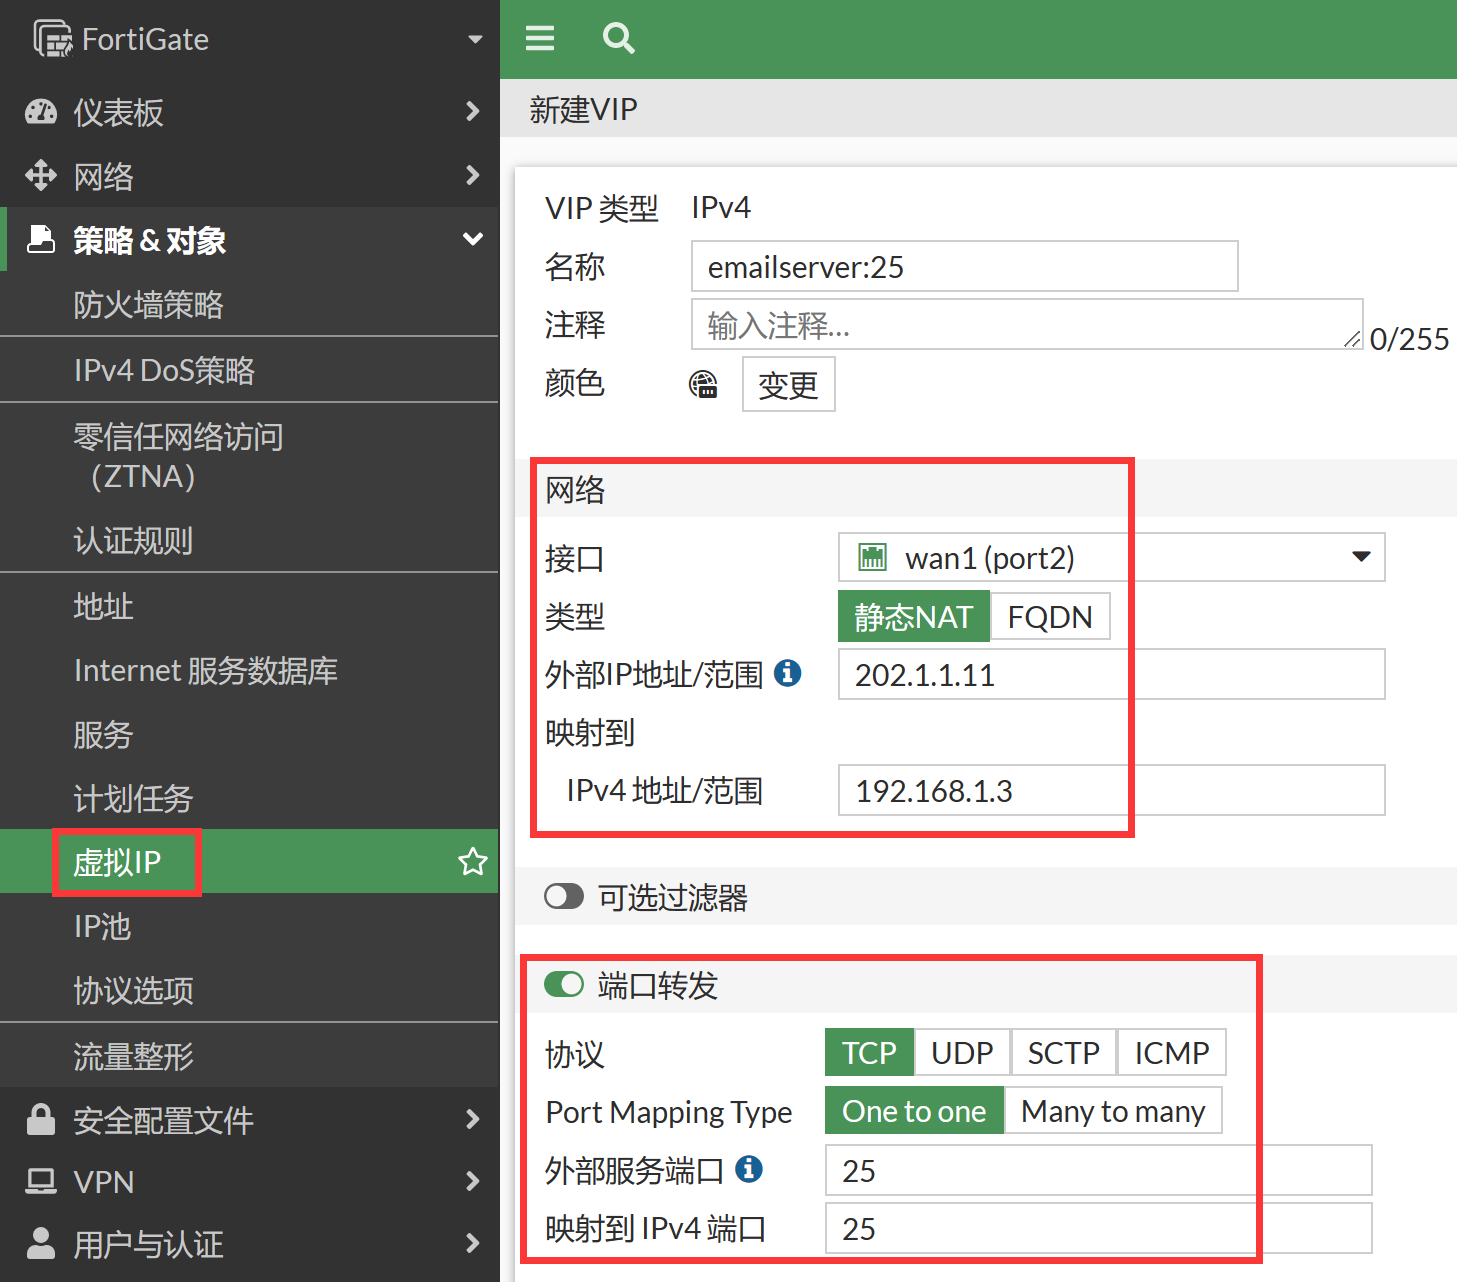 FortiGate
仪表板
网络
策略 & 对象
防火墙策略
IPv4 DoS策略
零信任网络访问
（ZTNA）
认证规则
地址
Internet 服务数据库
服务
计划任务
虚拟IP
IP池
协议选项
流量整形
安全配置文件
VPN
用户与认证
新建VIP
VIP 类型 IPv4
名称 emailserver:25
注释 输入注释... 0/255
颜色 变更
网络
接口 wan1 (port2)
类型 静态NAT FQDN
外部IP地址/范围 202.1.1.11
映射到
IPv4 地址/范围 192.168.1.3
可选过滤器
端口转发
协议 TCP UDP SCTP ICMP
Port Mapping Type One to one Many to many
外部服务端口 25
映射到 IPv4 端口 25